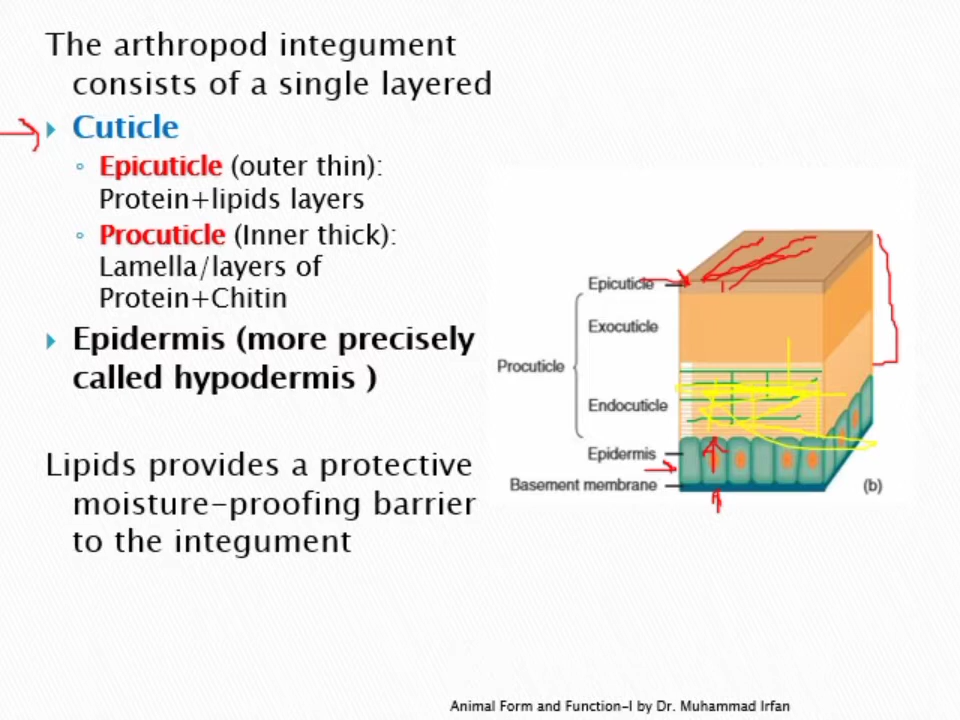 The arthropod integument
consists of a single layered
Cuticle
Epicuticle (outer thin):
Protein+lipids layers
Procuticle (Inner thick):
Lamella/layers of
Protein+Chitin
Epidermis (more precisely
called hypodermis )
Lipids provides a protective
moisture-proofing barrier
to the integument
Epicuticle
Exocuticle
Procuticle
Endocuticle
Epidermis
Basement membrane
(b)
Animal Form and Function-I by Dr. Muhammad Irfan